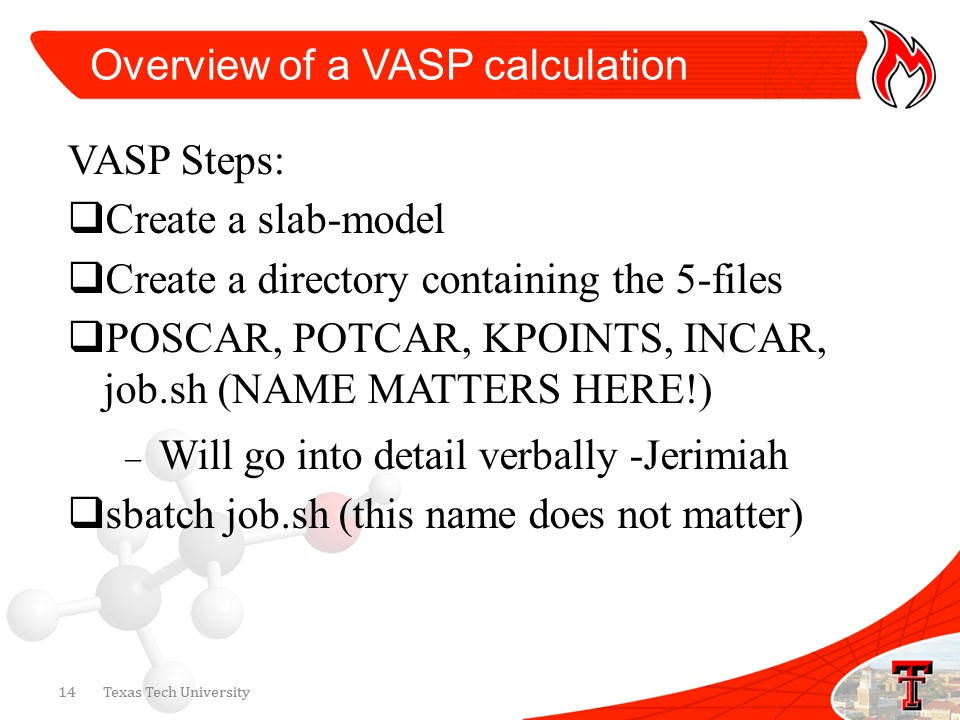 Overview of a VASP calculation
VASP Steps:
❑Create a slab-model
❑Create a directory containing the 5-files
❑POSCAR, POTCAR, KPOINTS, INCAR,
job.sh (NAME MATTERS HERE!)
– Will go into detail verbally -Jerimiah
❑sbatch job.sh (this name does not matter)
14 Texas Tech University